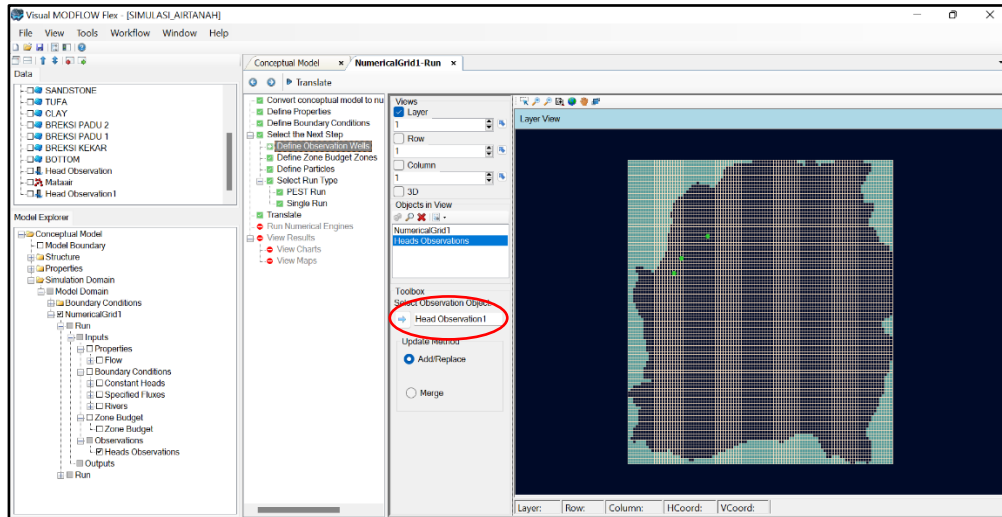 Visual MODFLOW Flex - [SIMULASI_AIRTANAH]
File View Tools Workflow Window Help
Data
SANDSTONE
TUFA
CLAY
BREKSI PADU 2
BREKSI PADU 1
BREKSI KEKAR
BOTTOM
Head Observation
Mataair
Head Observation1
Model Explorer
Conceptual Model
Model Boundary
Structure
Properties
Simulation Domain
Model Domain
Boundary Conditions
NumericalGrid1
Run
Inputs
Properties
Flow
Boundary Conditions
Constant Heads
Specified Fluxes
Rivers
Zone Budget
Zone Budget
Observations
Heads Observations
Outputs
Run
Conceptual Model x NumericalGrid1-Run x
Translate
Convert conceptual model to nu
Define Properties
Define Boundary Conditions
Select the Next Step
Define Observation Wells
Define Zone Budget Zones
Define Particles
Select Run Type
PEST Run
Single Run
Translate
Run Numerical Engines
View Results
View Charts
View Maps
Views
Layer
1
Row
1
Column
1
3D
Objects in View
NumericalGrid1
Heads Observations
Toolbox
Select Observation Object
Head Observation1
Update Method
Add/Replace
Merge
Layer View
Layer: Row: Column: HCoord: VCoord: